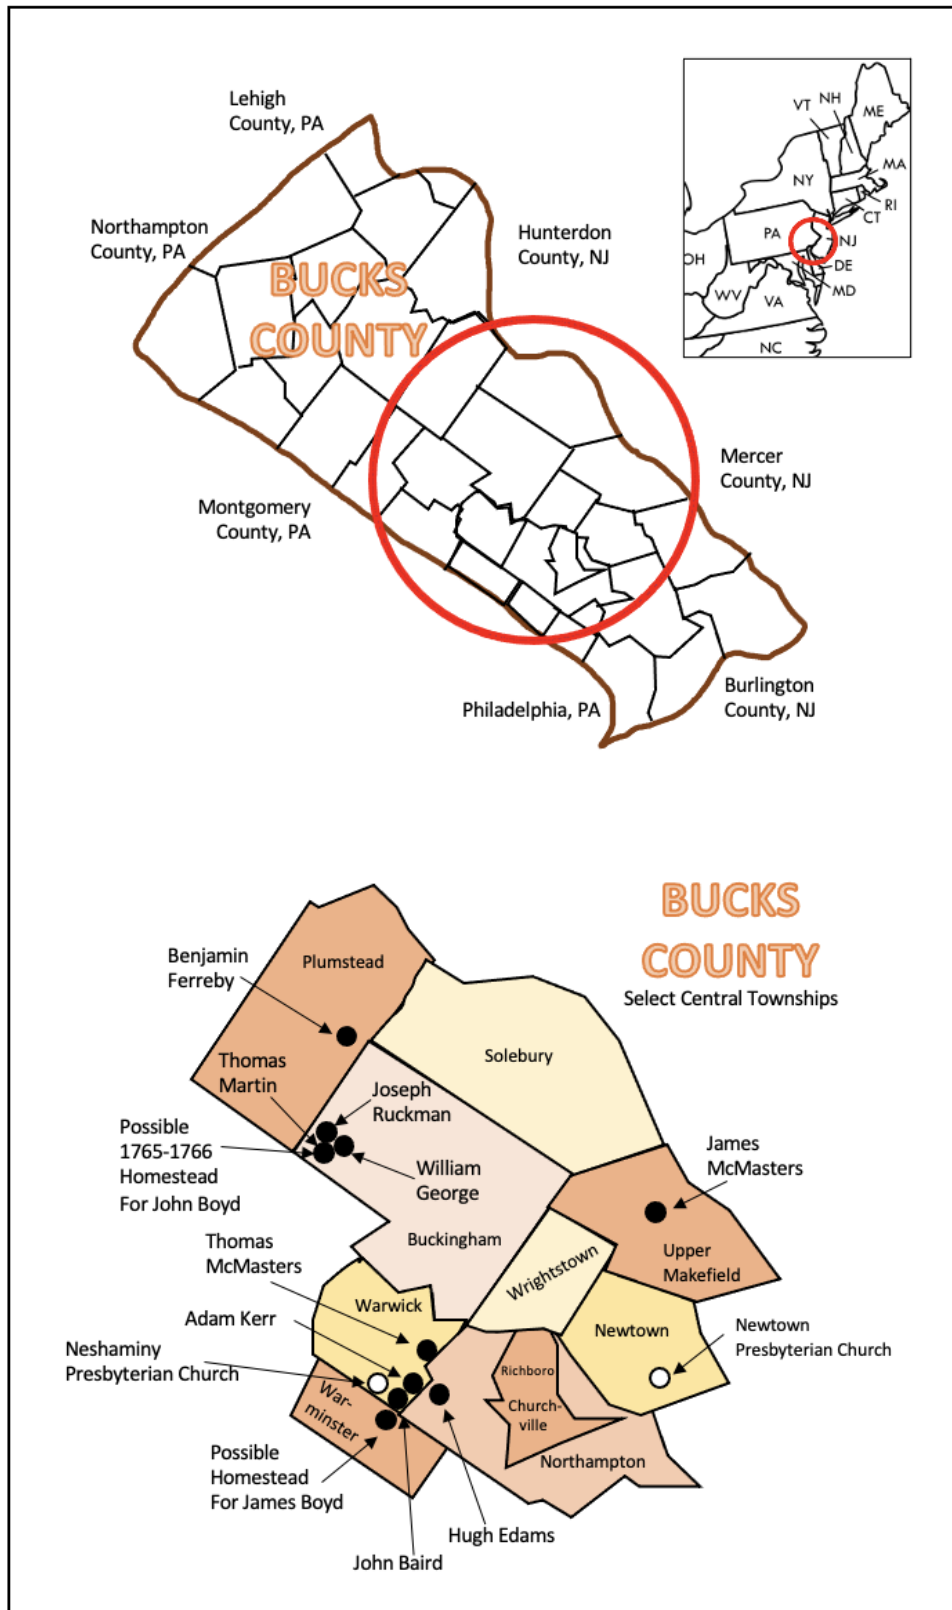 Lehigh
County, PA
Northampton
County, PA
Hunterdon
County, NJ
BUCKS
COUNTY
Mercer
County, NJ
Montgomery
County, PA
Burlington
County, NJ
Philadelphia, PA
VT
NH
ME
MA
NY
RI
CT
PA
NJ
OH
DE
MD
WV
VA
NC
BUCKS
COUNTY
Select Central Townships
Plumstead
Benjamin
Ferreby
Solebury
Thomas
Martin
Joseph
Ruckman
Possible
1765-1766
Homestead
For John Boyd
William
George
James
McMasters
Buckingham
Thomas
McMasters
Wrightstown
Upper
Makefield
Warwick
Adam Kerr
Newtown
Newtown
Presbyterian Church
Neshaminy
Presbyterian Church
Richboro
Church-
ville
War-
minster
Northampton
Possible
Homestead
For James Boyd
Hugh Edams
John Baird